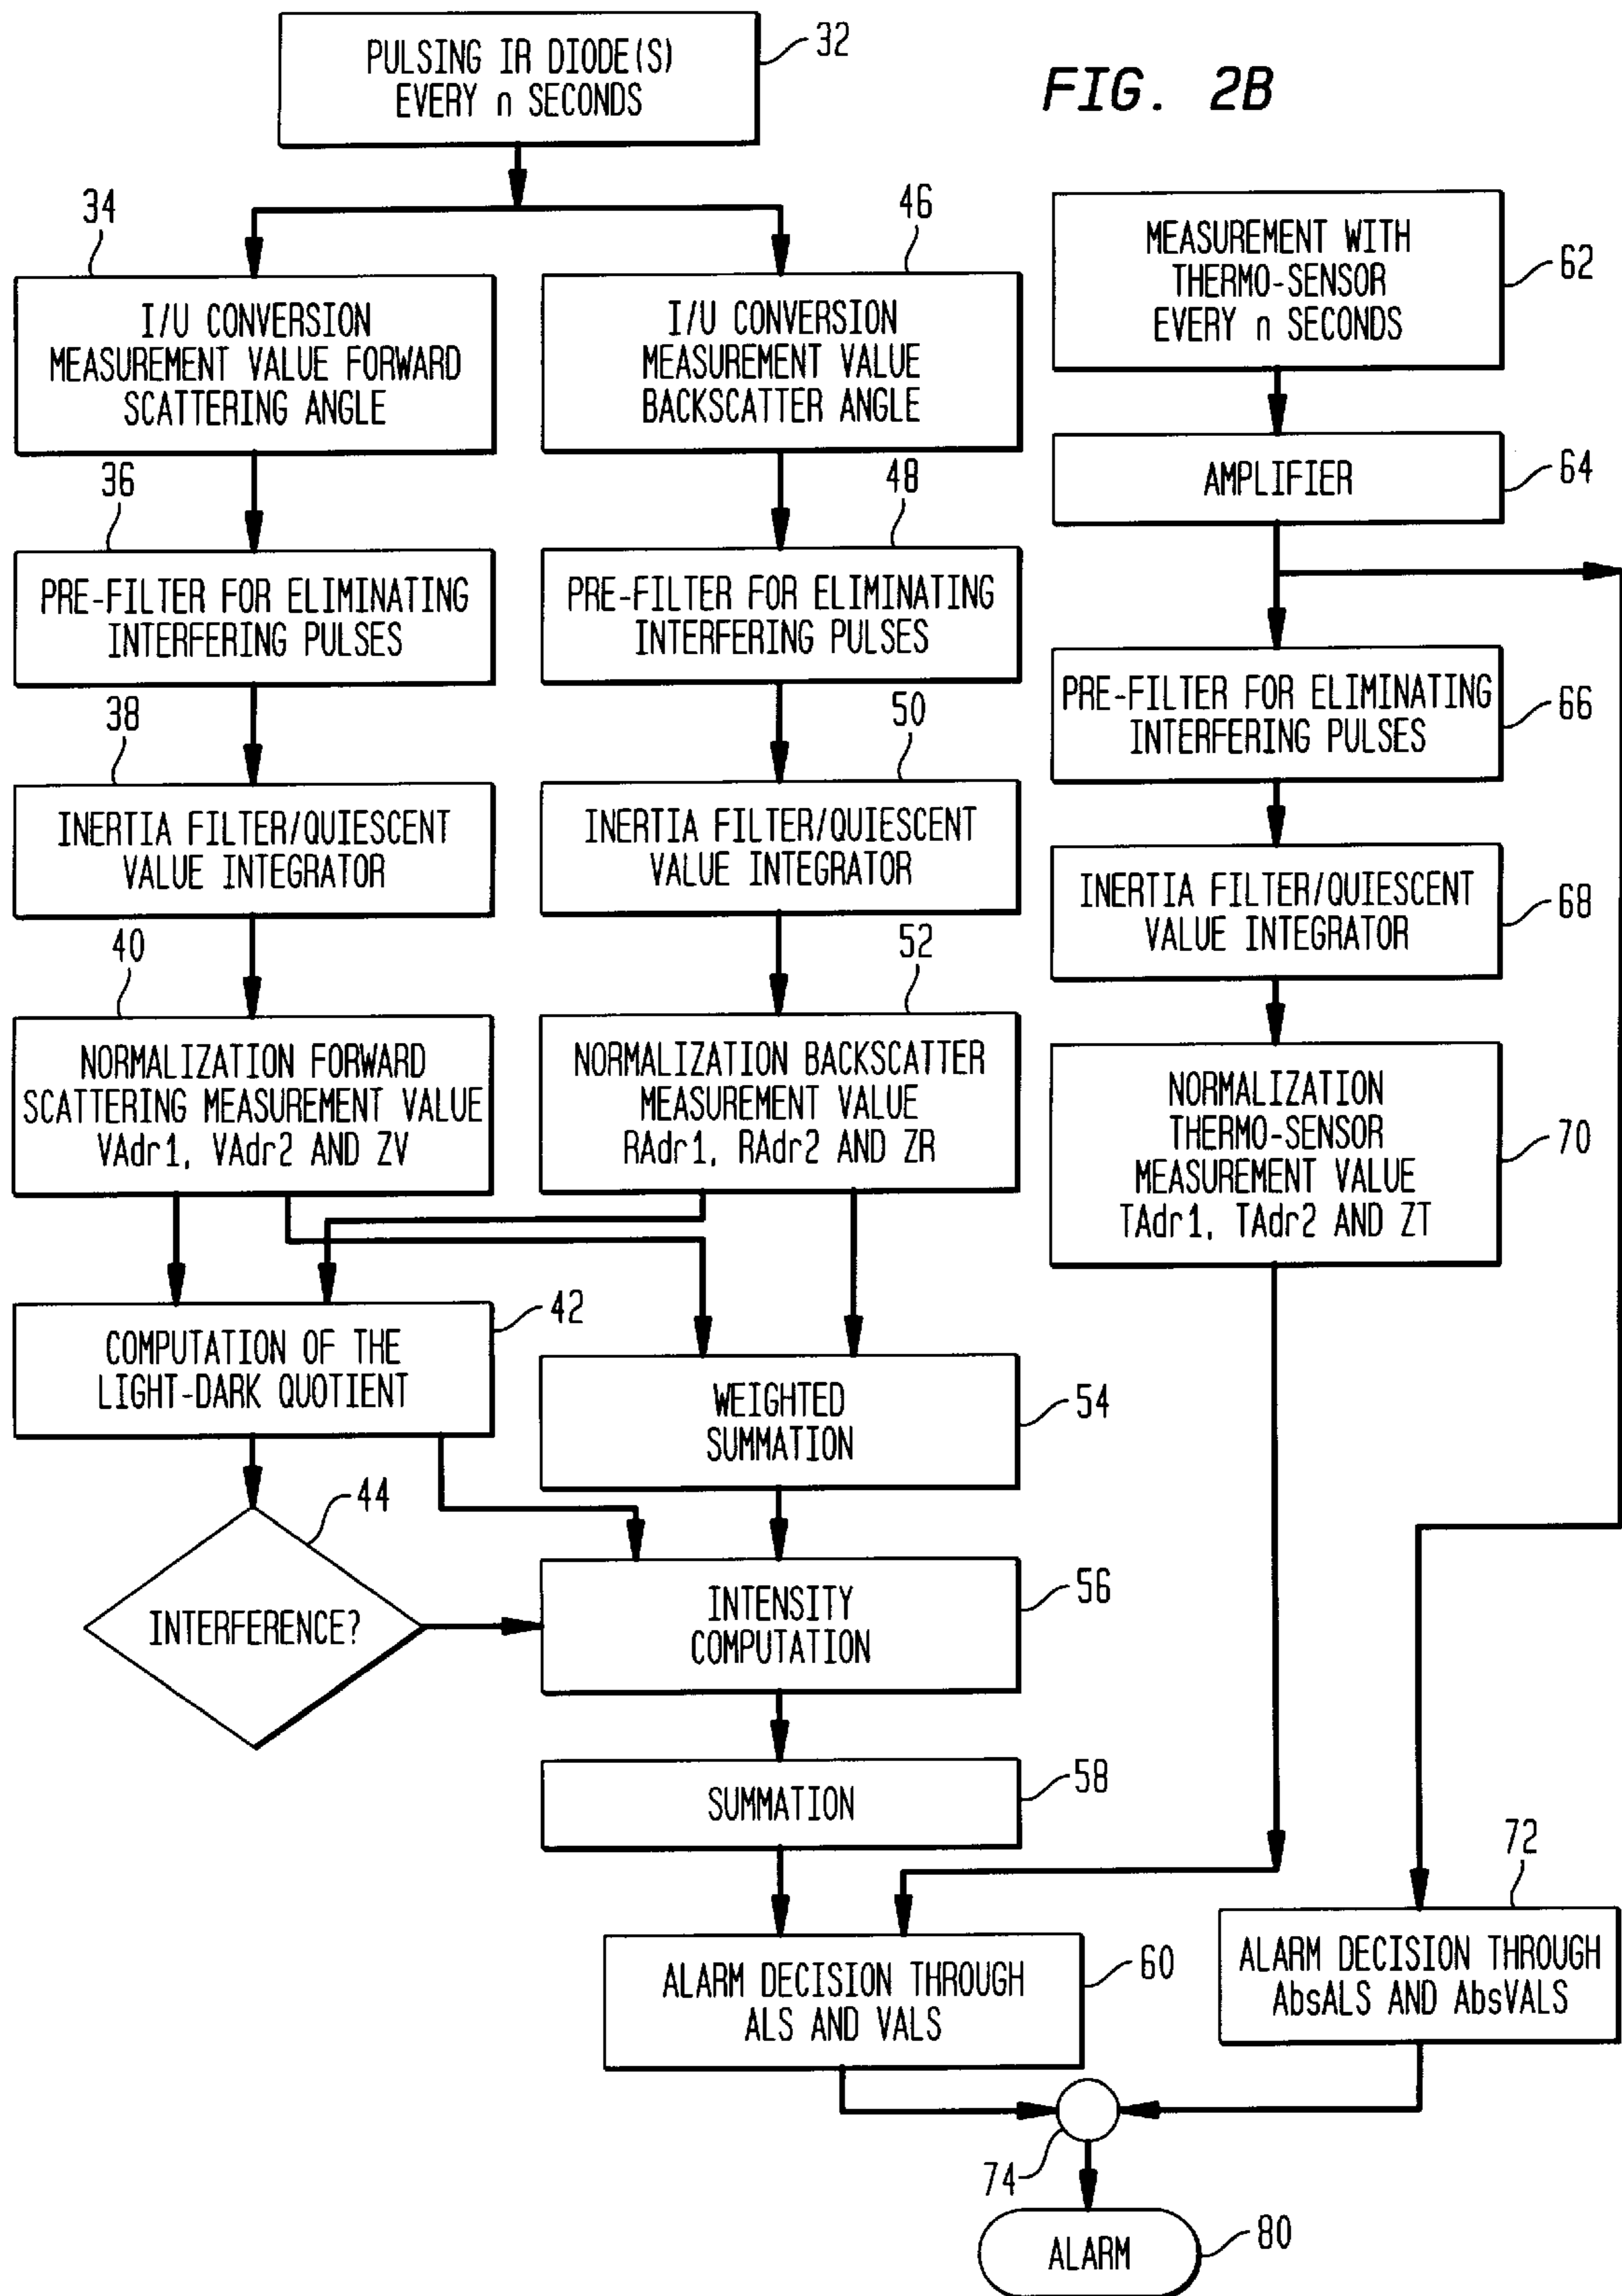 FIG. 2B
PULSING IR DIODE(S)
EVERY n SECONDS
32
34
I/U CONVERSION
MEASUREMENT VALUE FORWARD
SCATTERING ANGLE
46
I/U CONVERSION
MEASUREMENT VALUE
BACKSCATTER ANGLE
MEASUREMENT WITH
THERMO-SENSOR
EVERY n SECONDS
62
AMPLIFIER
64
36
PRE-FILTER FOR ELIMINATING
INTERFERING PULSES
48
PRE-FILTER FOR ELIMINATING
INTERFERING PULSES
PRE-FILTER FOR ELIMINATING
INTERFERING PULSES
66
38
INERTIA FILTER/QUIESCENT
VALUE INTEGRATOR
50
INERTIA FILTER/QUIESCENT
VALUE INTEGRATOR
INERTIA FILTER/QUIESCENT
VALUE INTEGRATOR
68
40
NORMALIZATION FORWARD
SCATTERING MEASUREMENT VALUE
VAdr1, VAdr2 AND ZV
52
NORMALIZATION BACKSCATTER
MEASUREMENT VALUE
RAdr1, RAdr2 AND ZR
NORMALIZATION
THERMO-SENSOR
MEASUREMENT VALUE
TAdr1, TAdr2 AND ZT
70
COMPUTATION OF THE
LIGHT-DARK QUOTIENT
42
WEIGHTED
SUMMATION
54
44
INTERFERENCE?
INTENSITY
COMPUTATION
56
SUMMATION
58
ALARM DECISION THROUGH
ALS AND VALS
60
72
ALARM DECISION THROUGH
AbsALS AND AbsVALS
74
ALARM
80